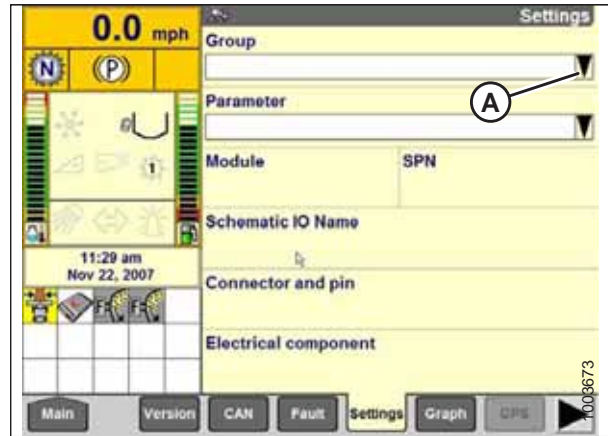 0.0 mph
Settings
Group
N
(P)
A
Parameter
1
Module
SPN
Schematic IO Name
11:29 am
Nov 22, 2007
Connector and pin
Electrical component
Main
Version
CAN
Fault
Settings
Graph
GPS
1003673